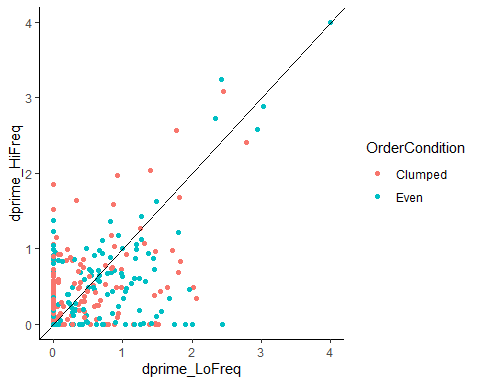 4
3
2
1
0
dprime_HiFreq
0 1 2 3 4
dprime_LoFreq
OrderCondition
Clumped
Even